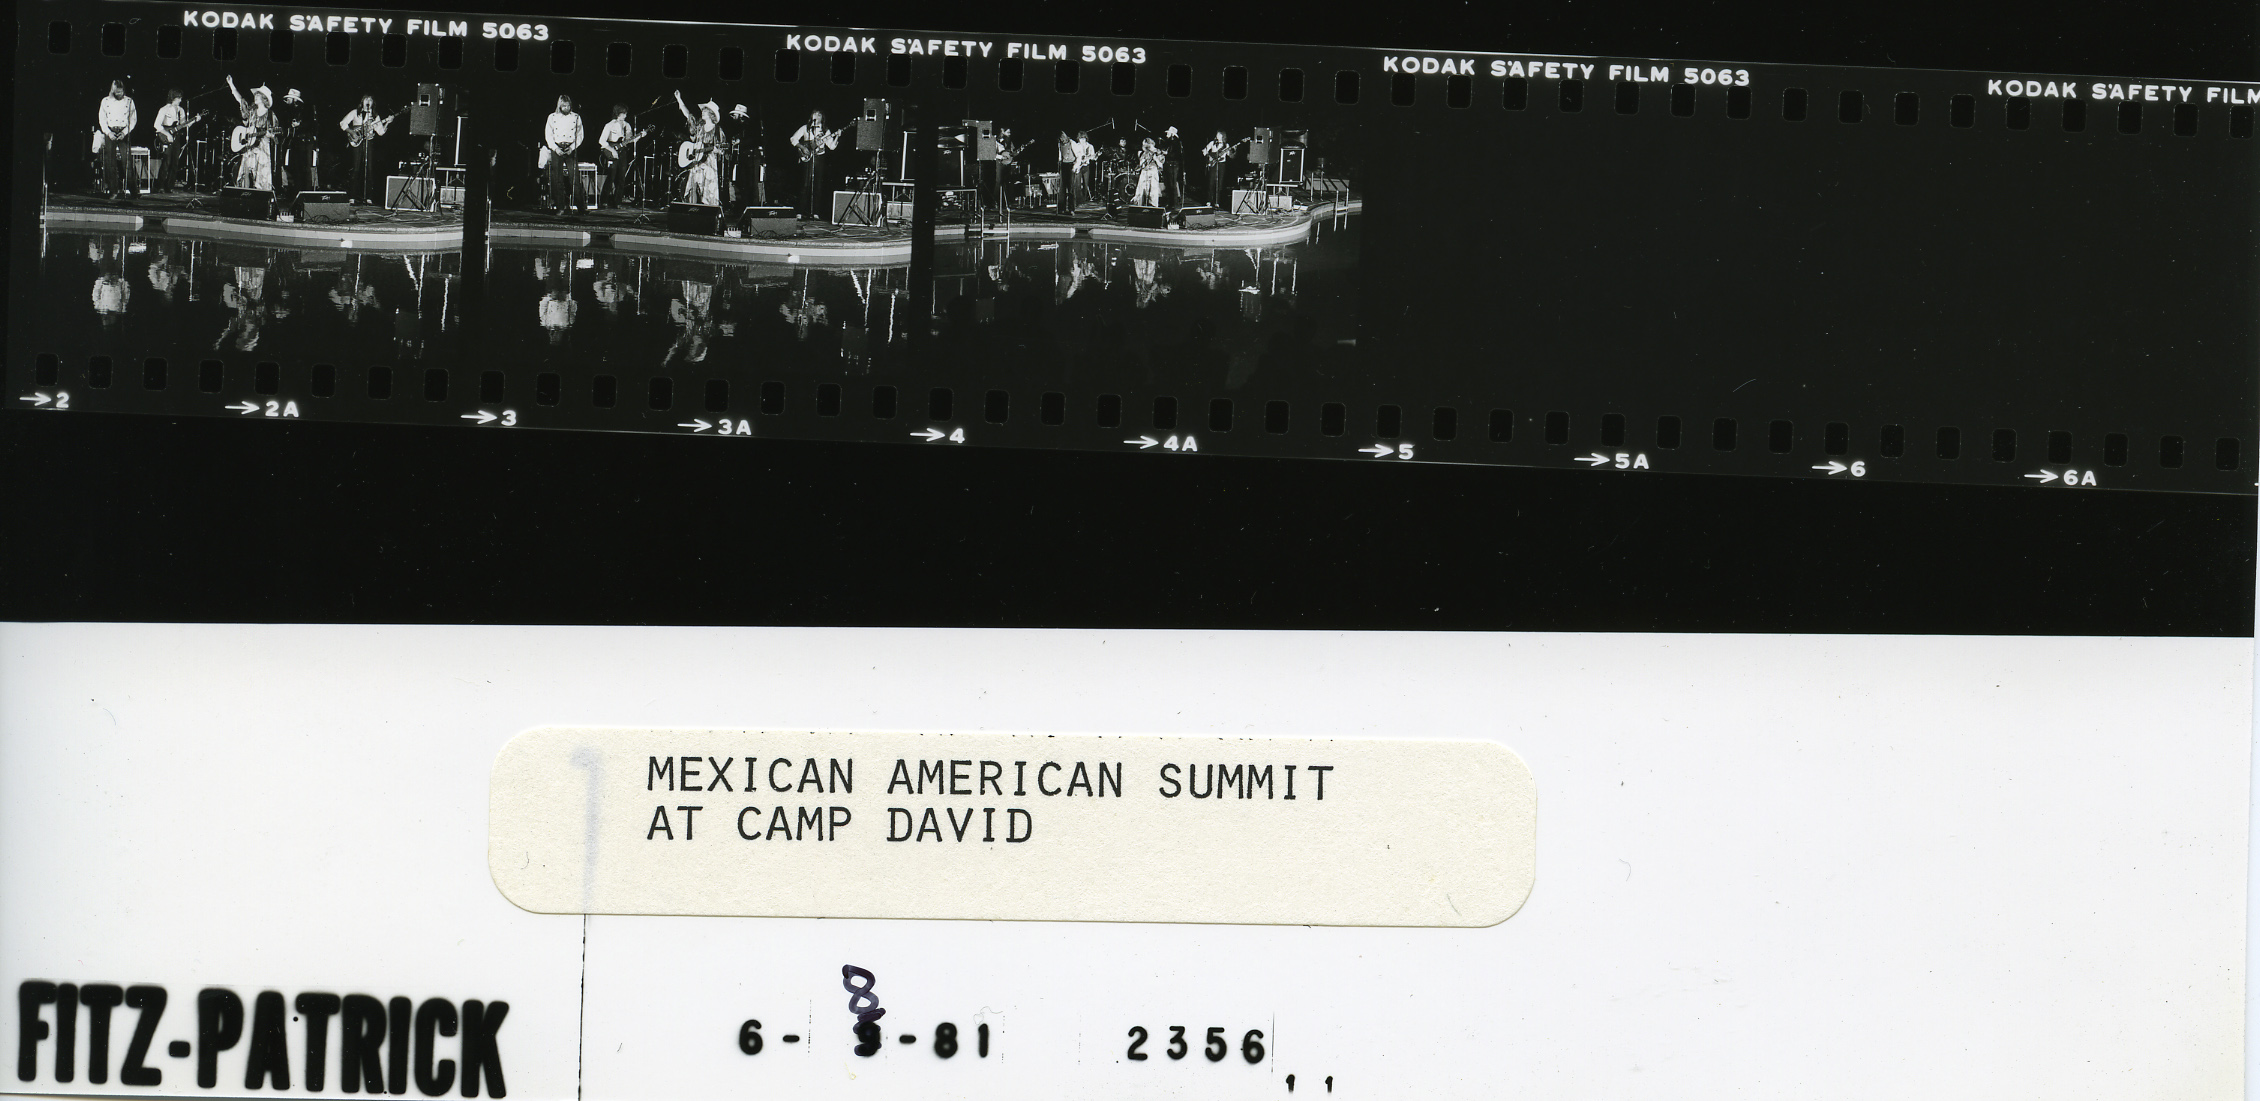 KODAK SAFETY FILM 5063 KODAK SAFETY FILM 5063 KODAK SAFETY FILM 5063 KODAK SAFETY FILM
→2 →2A →3 →3A →4 →4A →5 →5A →6 →6A
MEXICAN AMERICAN SUMMIT
AT CAMP DAVID
8
FITZ-PATRICK 6- 9-81 2356